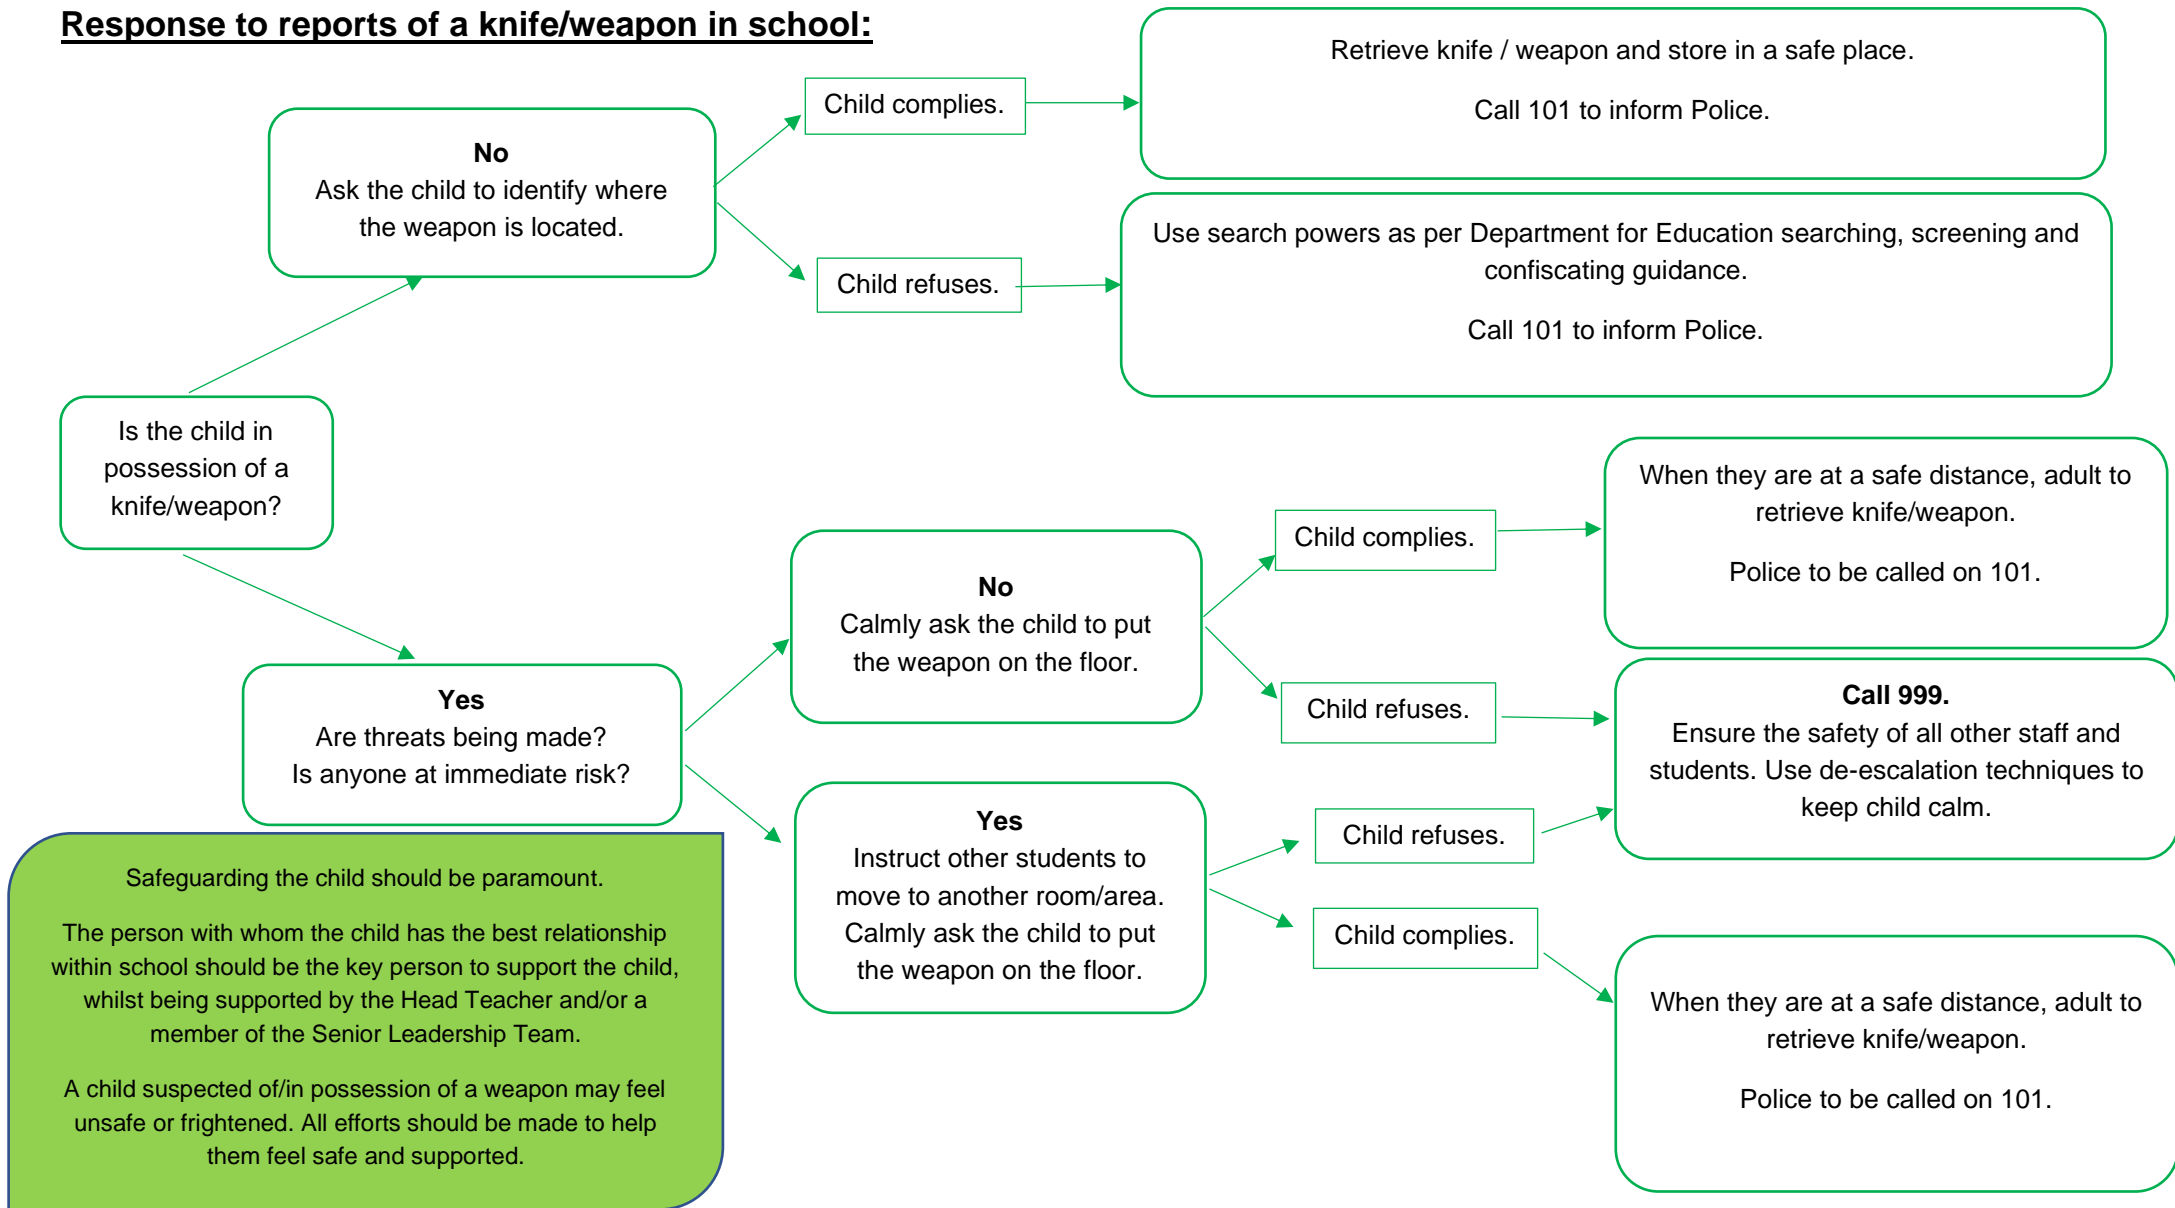 Response to reports of a knife/weapon in school:
Is the child in
possession of a
knife/weapon?
No
Ask the child to identify where
the weapon is located.
Child complies.
Retrieve knife / weapon and store in a safe place.
Call 101 to inform Police.
Child refuses.
Use search powers as per Department for Education searching, screening and
confiscating guidance.
Call 101 to inform Police.
Yes
Are threats being made?
Is anyone at immediate risk?
No
Calmly ask the child to put
the weapon on the floor.
Child complies.
When they are at a safe distance, adult to
retrieve knife/weapon.
Police to be called on 101.
Child refuses.
Call 999.
Ensure the safety of all other staff and
students. Use de-escalation techniques to
keep child calm.
Yes
Instruct other students to
move to another room/area.
Calmly ask the child to put
the weapon on the floor.
Child refuses.
Child complies.
When they are at a safe distance, adult to
retrieve knife/weapon.
Police to be called on 101.
Safeguarding the child should be paramount.
The person with whom the child has the best relationship
within school should be the key person to support the child,
whilst being supported by the Head Teacher and/or a
member of the Senior Leadership Team.
A child suspected of/in possession of a weapon may feel
unsafe or frightened. All efforts should be made to help
them feel safe and supported.